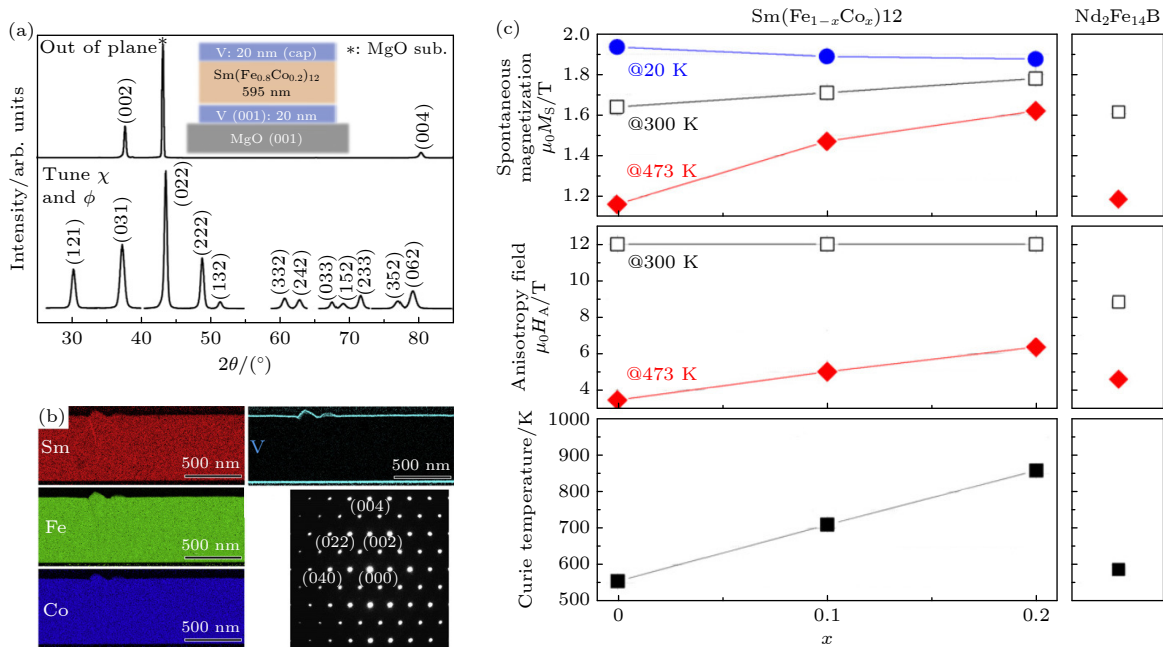 (a)
Out of plane*
*: MgO sub.
V: 20 nm (cap)
Sm(Fe0.8Co0.2)12
595 nm
V (001): 20 nm
MgO (001)
(002)
(004)
Tune χ
and ϕ
(121)
(031)
(022)
(222)
(132)
(332)
(242)
(033)
(152)
(233)
(352)
(062)
Intensity/arb. units
30 40 50 60 70 80
2θ/(°)
(b)
Sm
500 nm
V
500 nm
Fe
500 nm
Co
500 nm
(004)
(022) (002)
(040) (000)
(c)
Sm(Fe1−xCox)12
Nd2Fe14B
Spontaneous
magnetization
μ0MS/T
2.0
1.8
1.6
1.4
1.2
@20 K
@300 K
@473 K
Anisotropy field
μ0HA/T
12
10
8
6
4
@300 K
@473 K
Curie temperature/K
1000
900
800
700
600
500
0 0.1 0.2
x